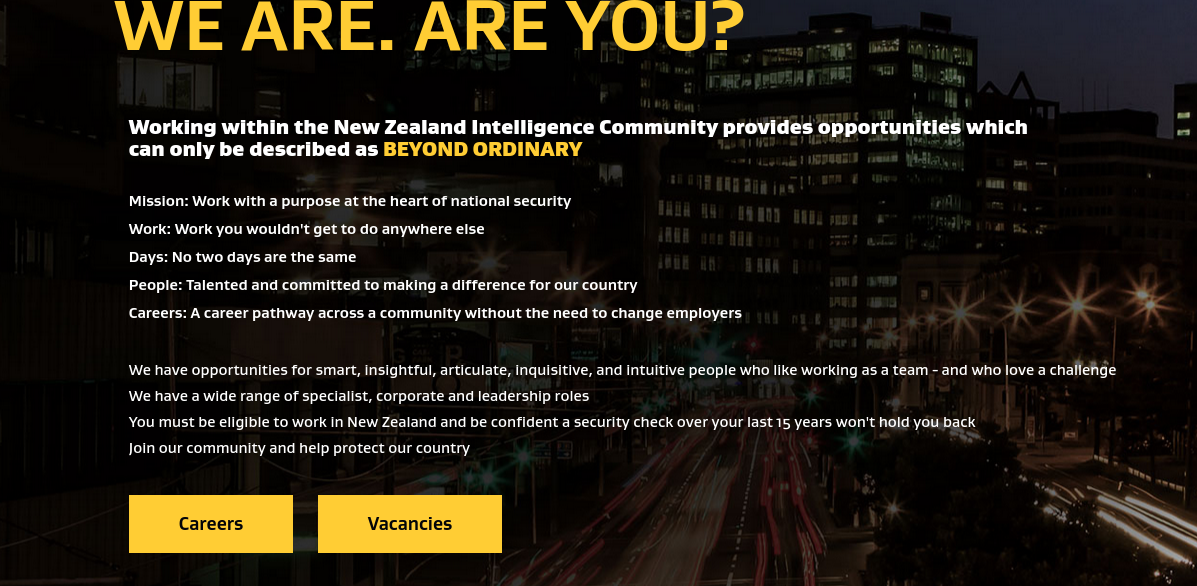 WE ARE. ARE YOU?
Working within the New Zealand Intelligence Community provides opportunities which
can only be described as BEYOND ORDINARY
Mission: Work with a purpose at the heart of national security
Work: Work you wouldn't get to do anywhere else
Days: No two days are the same
People: Talented and committed to making a difference for our country
Careers: A career pathway across a community without the need to change employers
We have opportunities for smart, insightful, articulate, inquisitive, and intuitive people who like working as a team - and who love a challenge
We have a wide range of specialist, corporate and leadership roles
You must be eligible to work in New Zealand and be confident a security check over your last 15 years won't hold you back
Join our community and help protect our country
Careers Vacancies